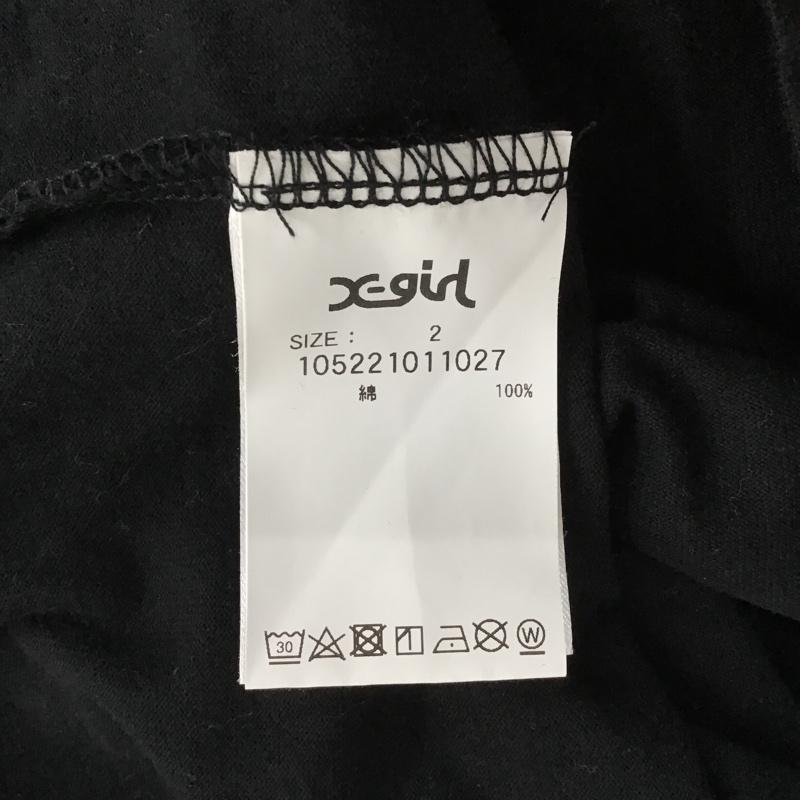 X-girl
SIZE : 2
105221011027
綿 100%
30
W